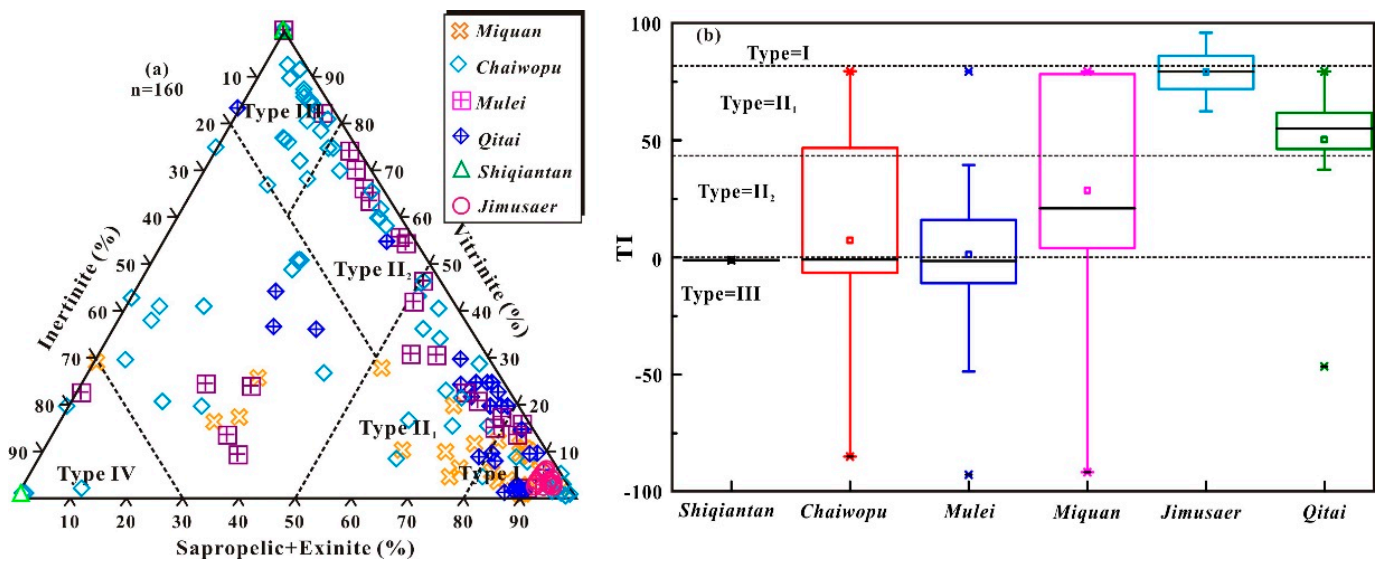 (a)
n=160
Miquan
Chaiwopu
Mulei
Qitai
Shiqiantan
Jimusaer
10
20
30
40
50
60
70
80
90
Inertinite (%)
90
80
70
60
50
40
30
20
10
Vitrinite (%)
Type III
Type II₂
Type II₁
Type I
Type IV
10 20 30 40 50 60 70 80 90
Sapropelic+Exinite (%)
(b)
TI
100
50
0
-50
-100
Type=I
Type=II₁
Type=II₂
Type=III
Shiqiantan Chaiwopu Mulei Miquan Jimusaer Qitai